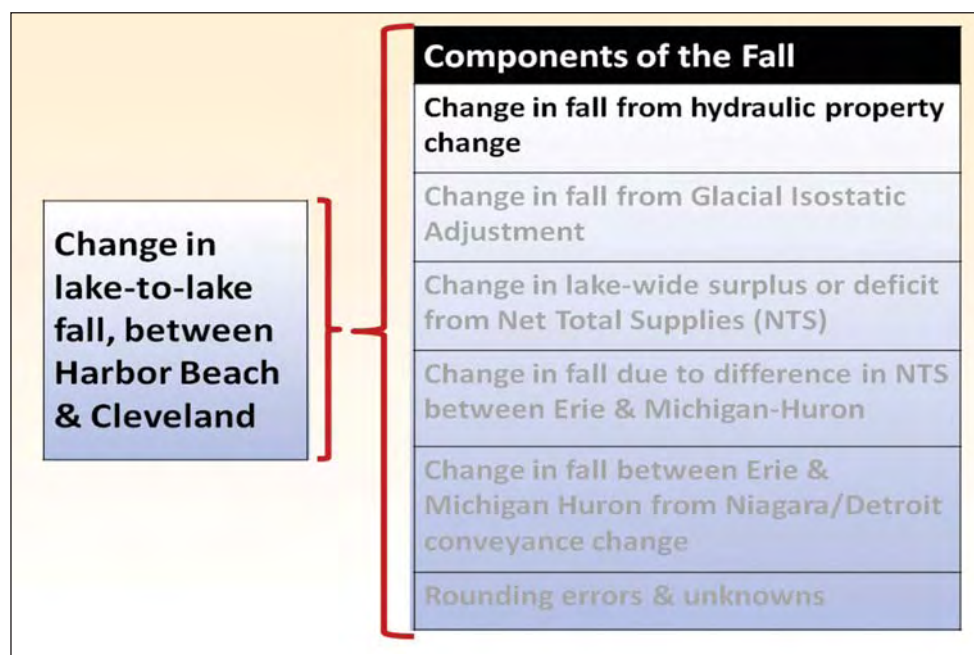 Components of the Fall
Change in fall from hydraulic property
change
Change in fall from Glacial Isostatic
Adjustment
Change in
lake-to-lake
fall, between
Harbor Beach
& Cleveland
Change in lake-wide surplus or deficit
from Net Total Supplies (NTS)
Change in fall due to difference in NTS
between Erie & Michigan-Huron
Change in fall between Erie &
Michigan Huron from Niagara/Detroit
conveyance change
Rounding errors & unknowns